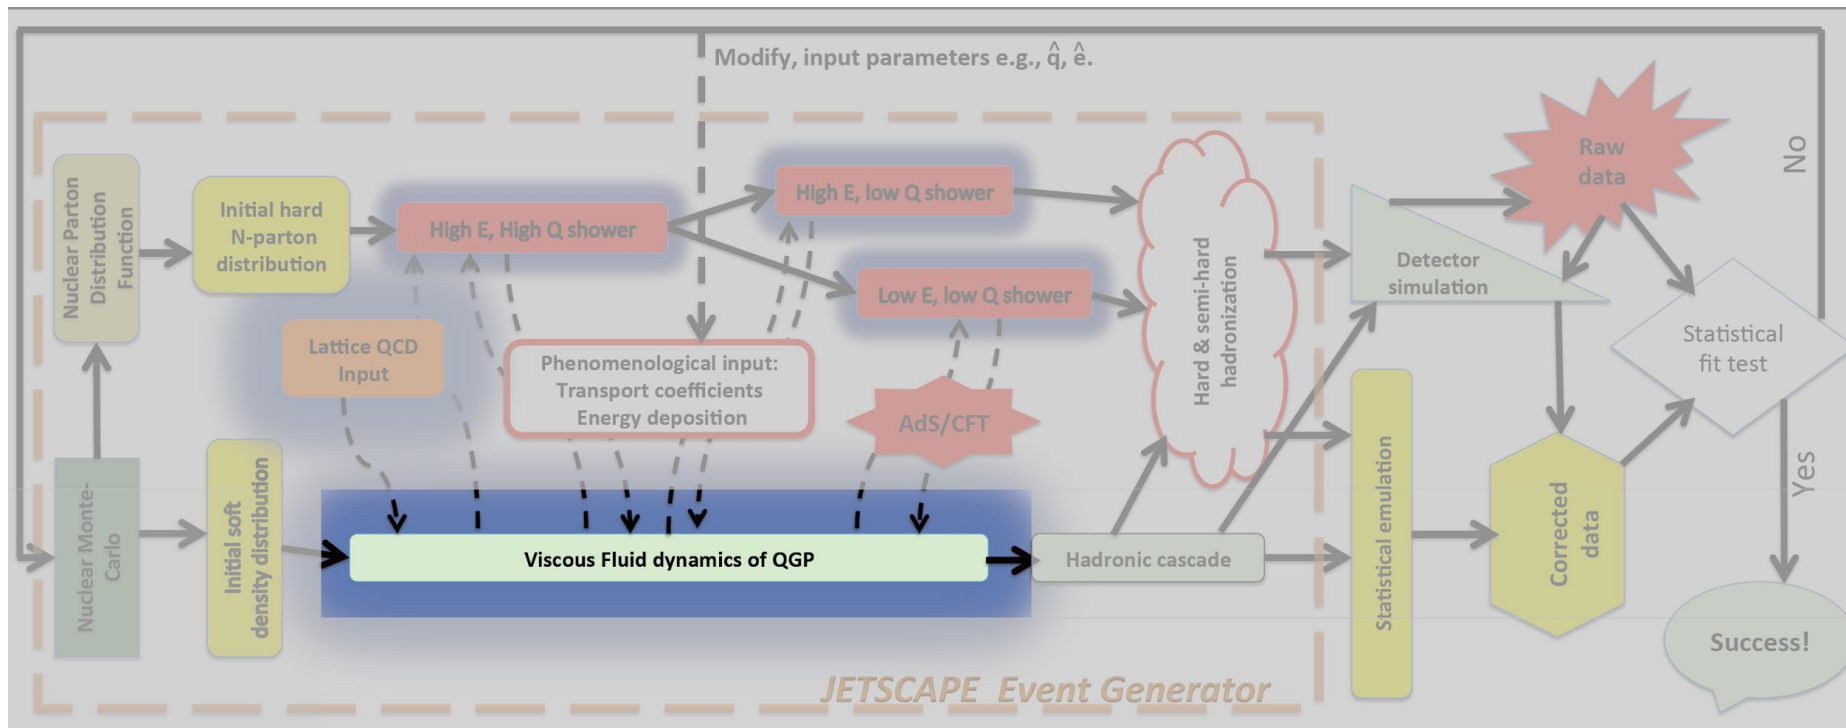 Modify, input parameters e.g., q̂, ê.
Nuclear Parton
Distribution
Function
Initial hard
N-parton
distribution
High E, High Q shower
High E, low Q shower
Low E, low Q shower
Hard & semi-hard
hadronization
Raw
data
No
Detector
simulation
Statistical
fit test
Lattice QCD
Input
Phenomenological input:
Transport coefficients
Energy deposition
AdS/CFT
Nuclear Monte-
Carlo
Initial soft
density distribution
Viscous Fluid dynamics of QGP
Hadronic cascade
Statistical emulation
Corrected
data
Yes
Success!
JETSCAPE Event Generator